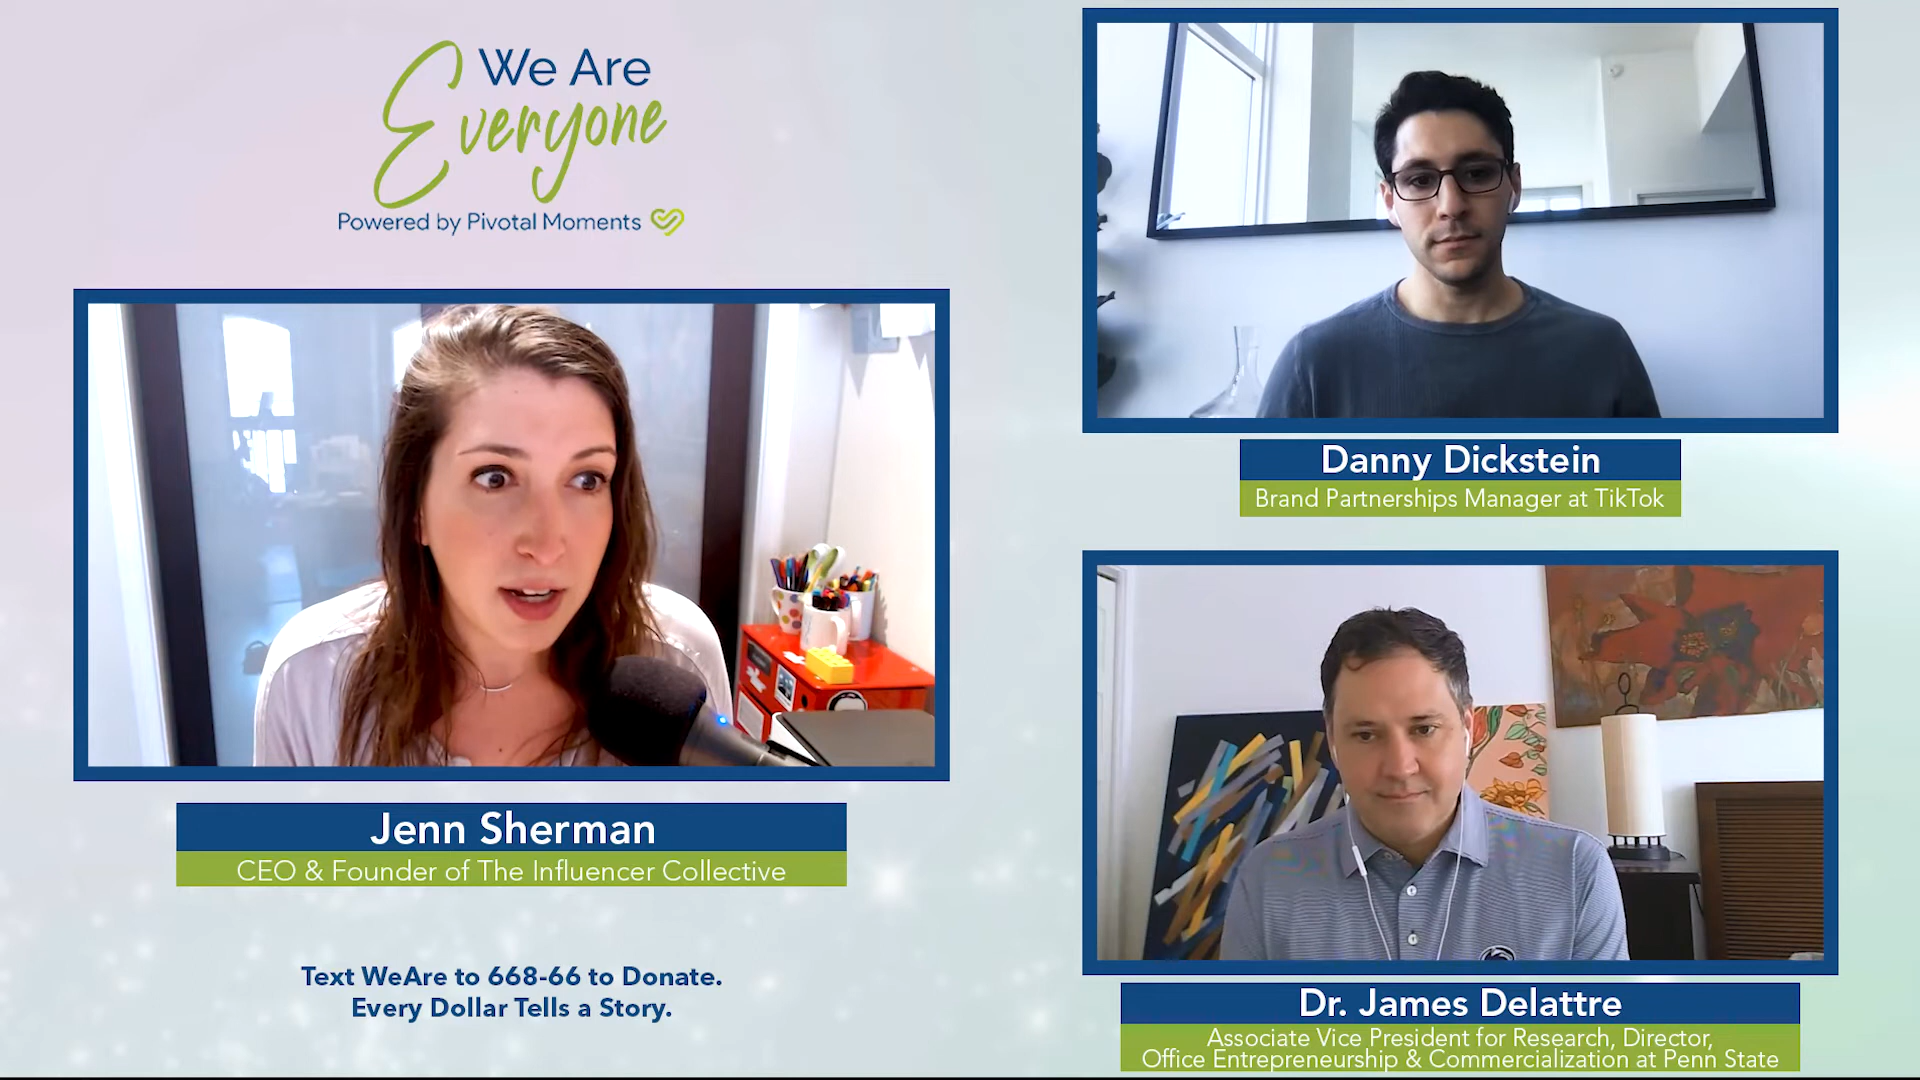 We Are
Everyone
Powered by Pivotal Moments
Jenn Sherman
CEO & Founder of The Influencer Collective
Text WeAre to 668-66 to Donate.
Every Dollar Tells a Story.
Danny Dickstein
Brand Partnerships Manager at TikTok
Dr. James Delattre
Associate Vice President for Research, Director,
Office Entrepreneurship & Commercialization at Penn State